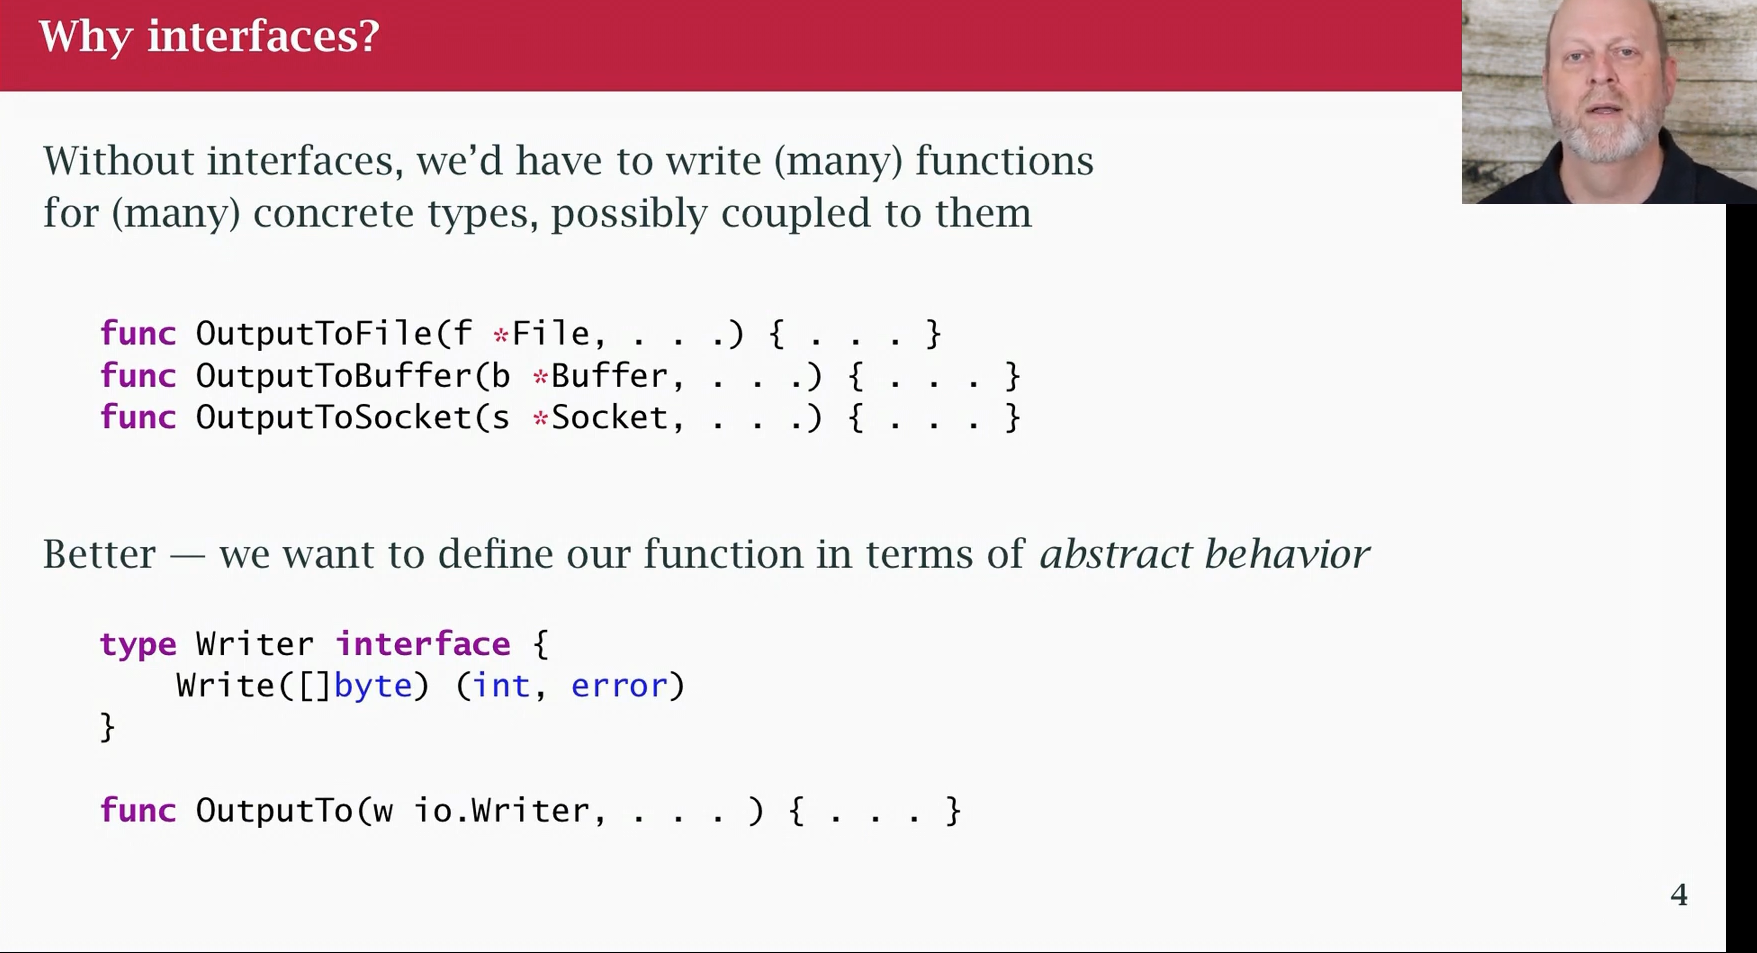 Why interfaces?
Without interfaces, we’d have to write (many) functions
for (many) concrete types, possibly coupled to them
func OutputToFile(f *File, . . .) { . . . }
func OutputToBuffer(b *Buffer, . . .) { . . . }
func OutputToSocket(s *Socket, . . .) { . . . }
Better — we want to define our function in terms of abstract behavior
type Writer interface {
    Write([]byte) (int, error)
}
func OutputTo(w io.Writer, . . . ) { . . . }
4